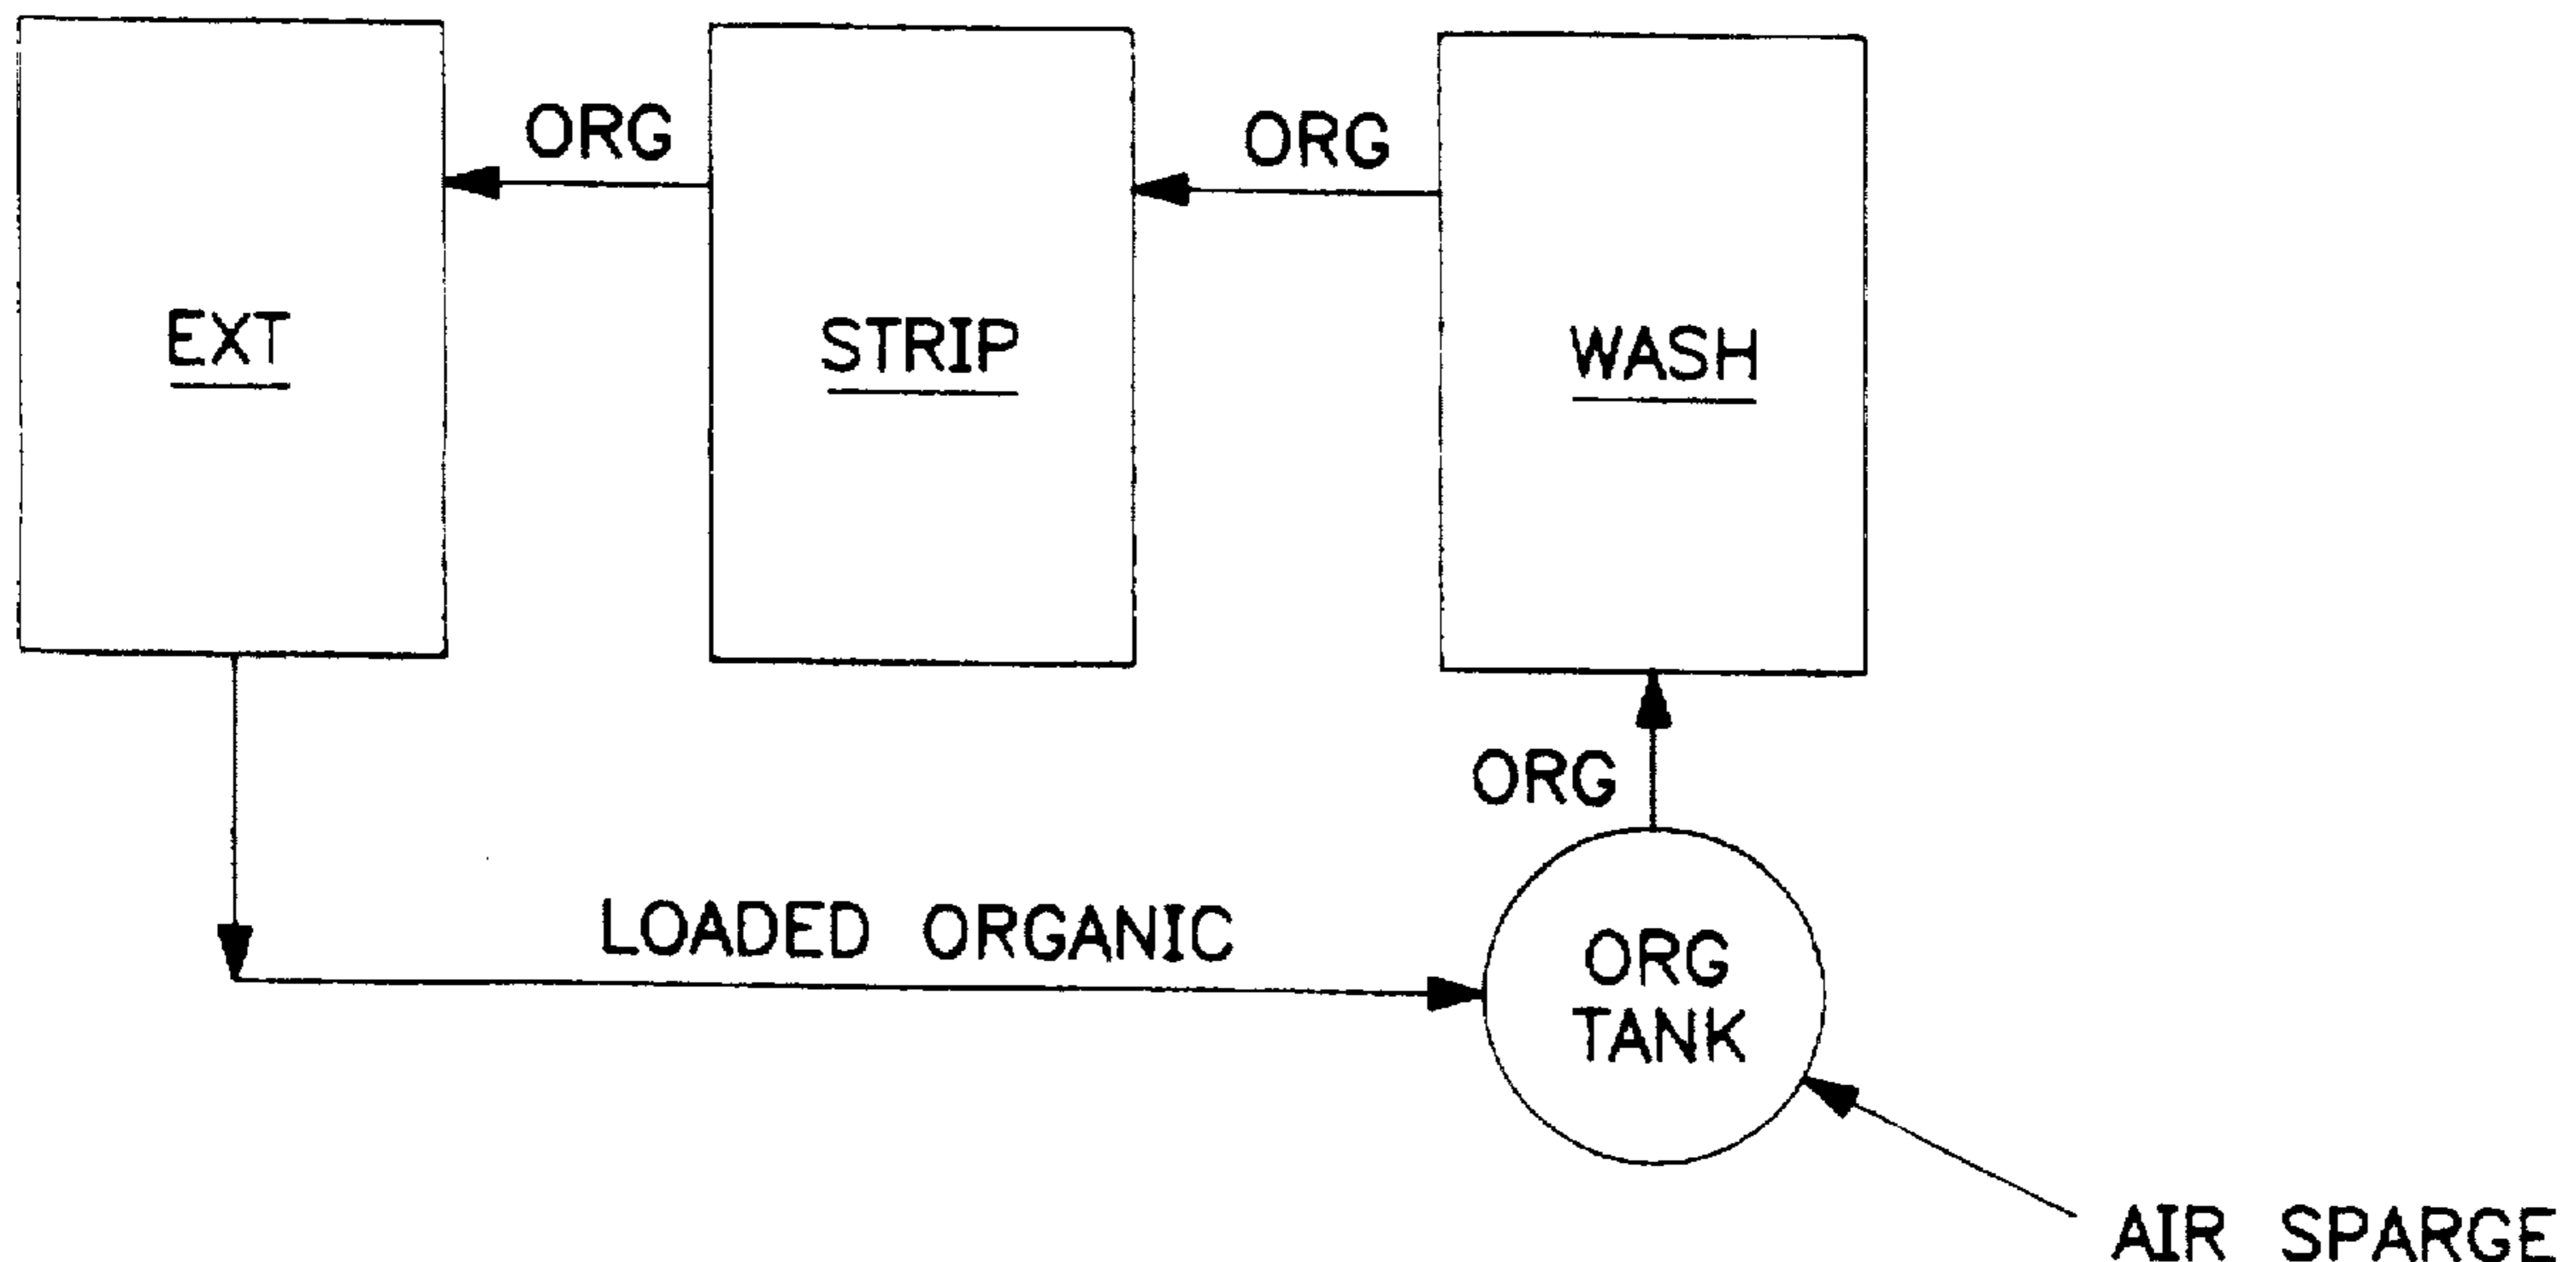 ORG
ORG
EXT
STRIP
WASH
ORG
LOADED ORGANIC
ORG
TANK
AIR SPARGE